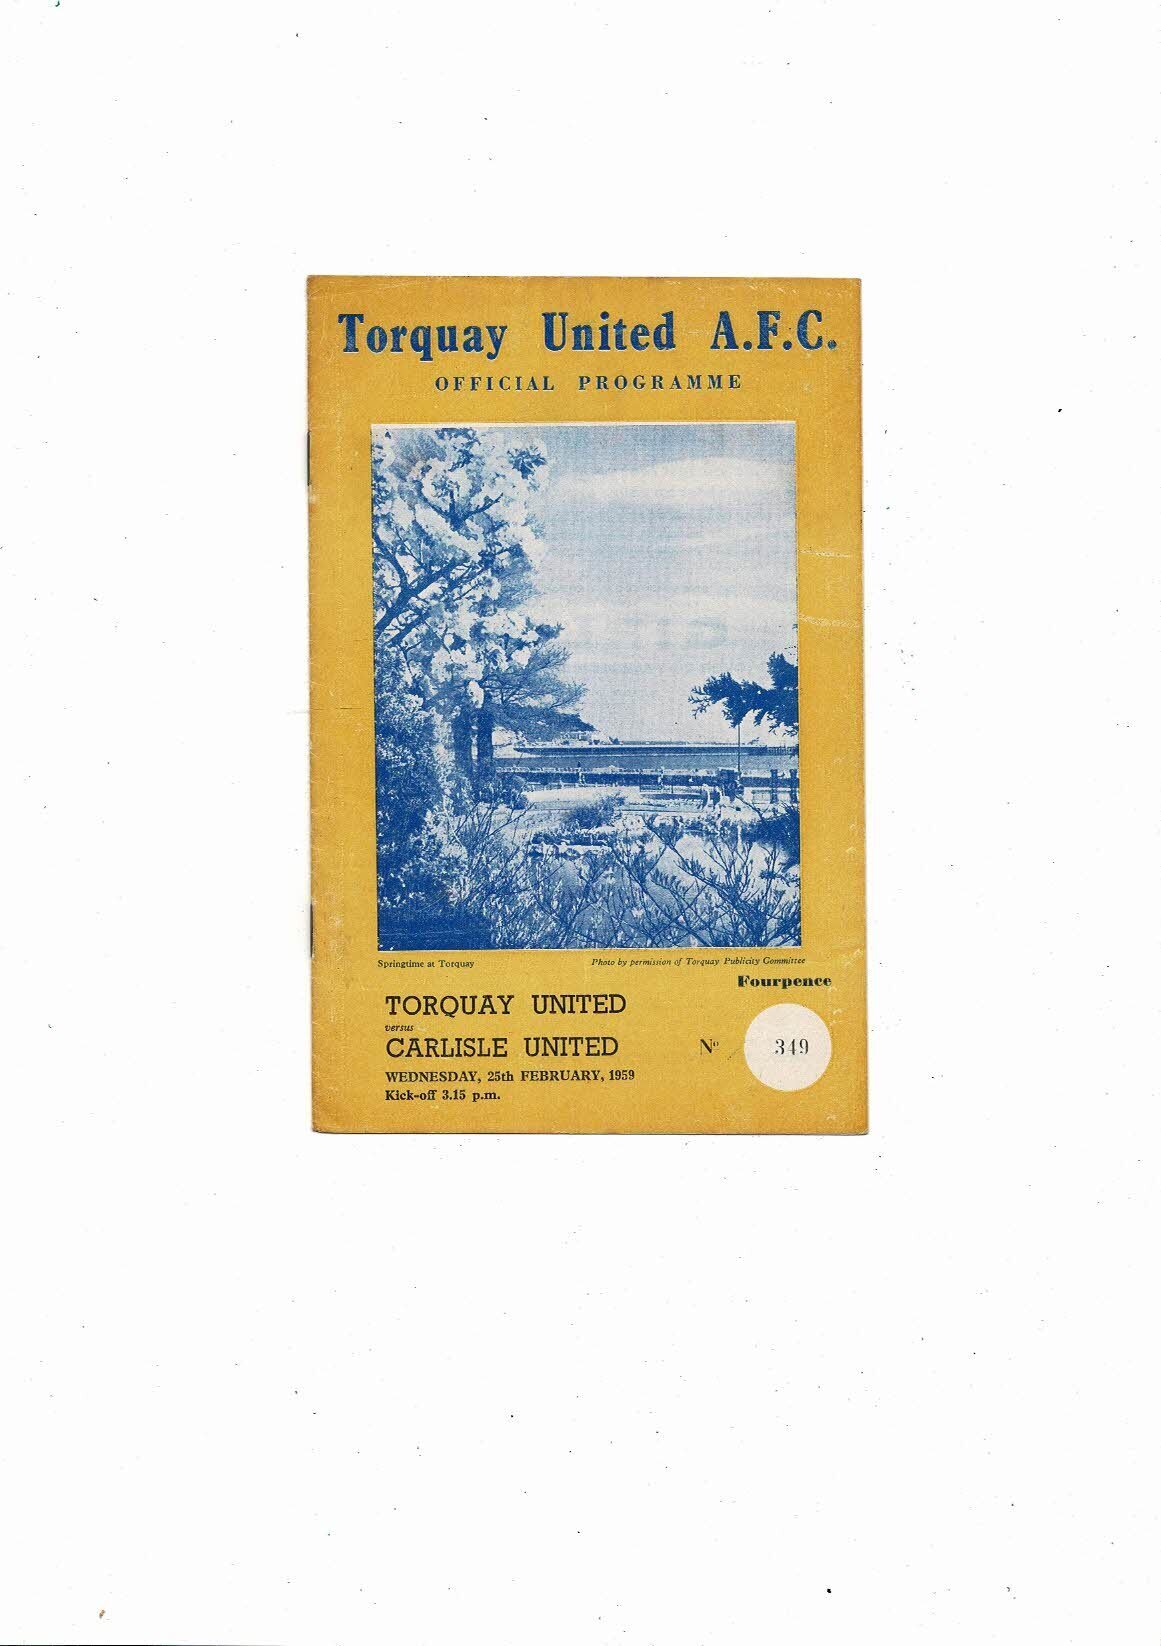 Torquay United A.F.C.
OFFICIAL PROGRAMME
Springtime at Torquay
Photo by permission of Torquay Publicity Committee
Fourpence
TORQUAY UNITED
versus
CARLISLE UNITED
Nº 349
WEDNESDAY, 25th FEBRUARY, 1959
Kick-off 3.15 p.m.